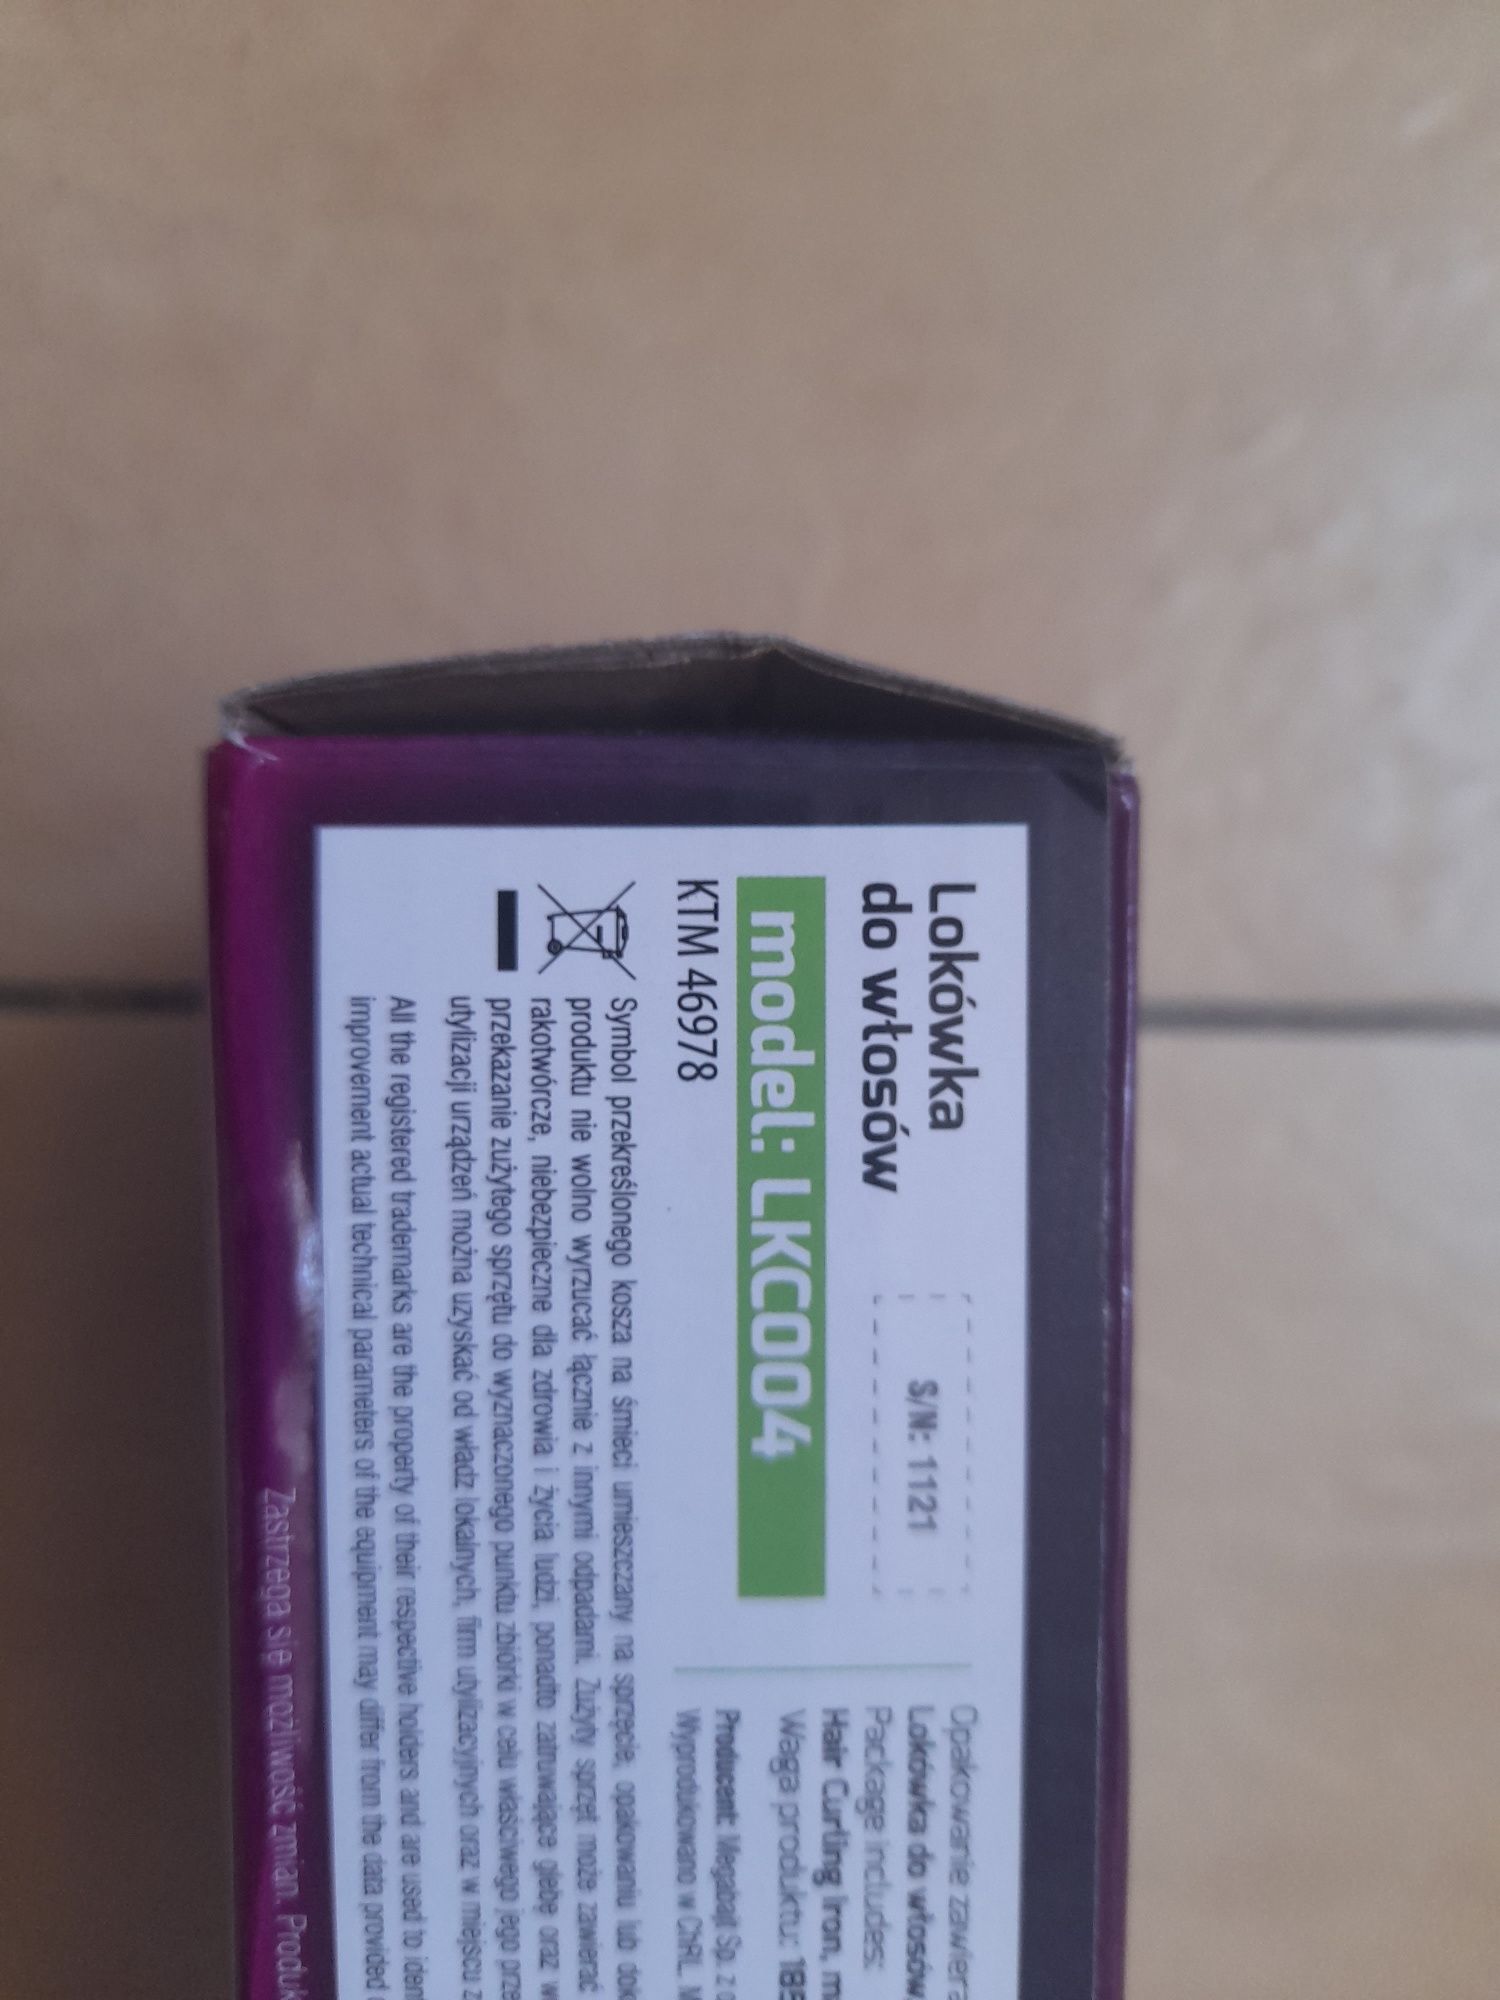 Lokówka
do włosów
S/N: 1121
model: LKC004
KTM 46978
Opakowanie zawiera
Lokówka do włosów,
Package includes:
Hair Curling Iron,
Waga produktu:
Producent: Megabajt Sp. z o
Wyprodukowano w ChRL.
Symbol przekreślonego kosza na śmieci umieszczany na sprzęcie, opakowaniu lub
produktu nie wolno wyrzucać łącznie z innymi odpadami. Zużyty sprzęt może zawierać
rakotwórcze, niebezpieczne dla zdrowia i życia ludzi, ponadto zatruwające glebę oraz
przekazanie zużytego sprzętu do wyznaczonego punktu zbiórki w celu właściwego jego
utylizacji urządzeń można uzyskać od władz lokalnych, firm utylizacyjnych oraz w miejscu
All the registered trademarks are the property of their respective holders and are used to
improvement actual technical parameters of the equipment may differ from the data provided
Zastrzega się możliwość zmian.